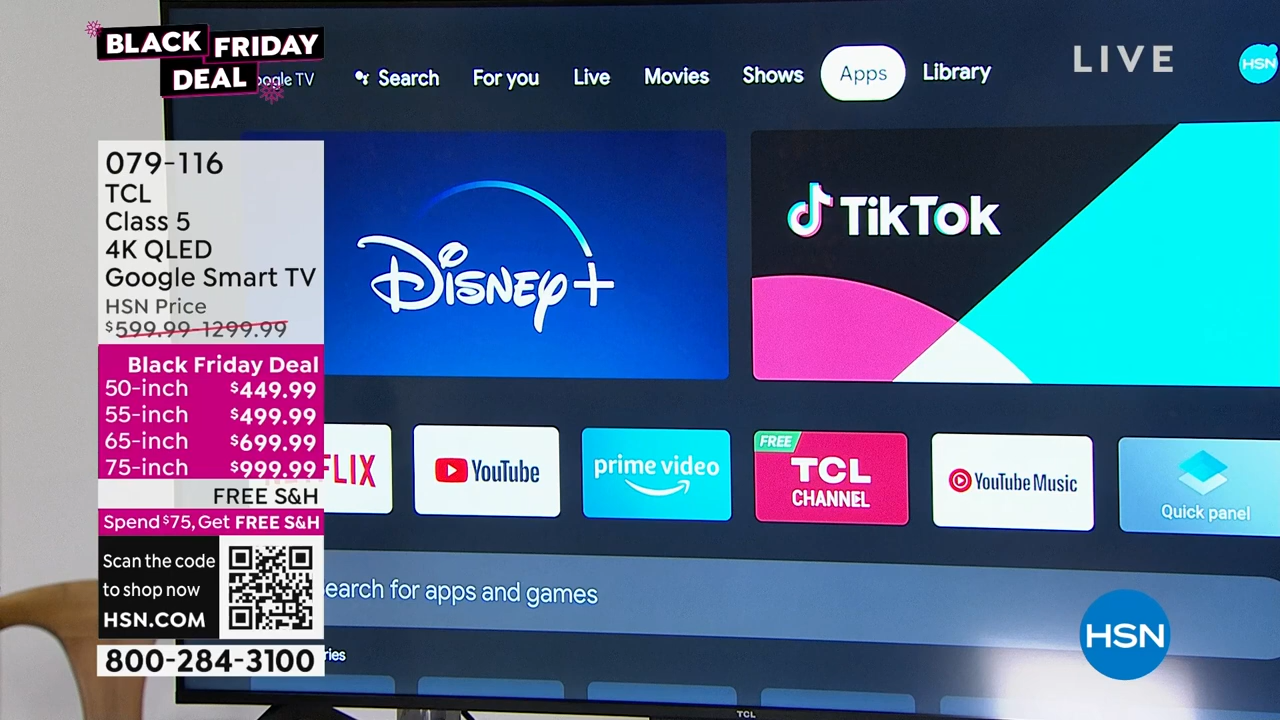 BLACK FRIDAY
DEAL
oogle TV
Search
For you
Live
Movies
Shows
Apps
Library
LIVE
HSN
079-116
TCL
Class 5
4K QLED
Google Smart TV
HSN Price
$599.99-1299.99
Black Friday Deal
50-inch $449.99
55-inch $499.99
65-inch $699.99
75-inch $999.99
FREE S&H
Spend $75, Get FREE S&H
Scan the code
to shop now
HSN.COM
800-284-3100
Disney+
TikTok
FLIX
YouTube
prime video
FREE
TCL
CHANNEL
YouTube Music
Quick panel
earch for apps and games
ries
HSN
TCL